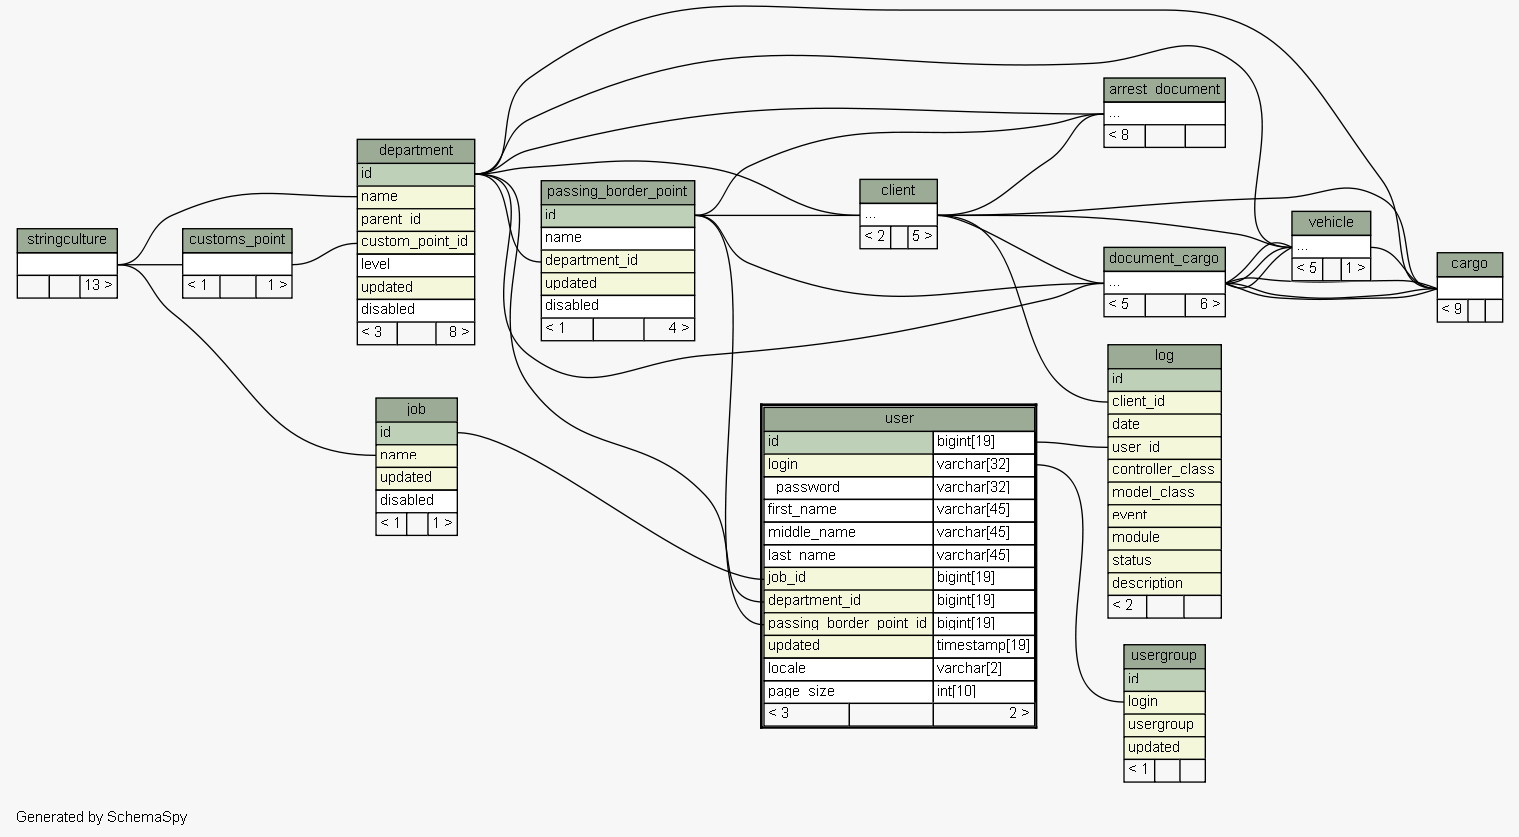 arrest_document
...
< 8
department
id
name
parent_id
custom_point_id
level
updated
disabled
< 3 8 >
passing_border_point
id
name
department_id
updated
disabled
< 1 4 >
client
...
< 2 5 >
vehicle
...
< 5 1 >
stringculture
13 >
customs_point
< 1 1 >
document_cargo
...
< 5 6 >
cargo
< 9
log
id
client_id
date
user_id
controller_class
model_class
event
module
status
description
< 2
job
id
name
updated
disabled
< 1 1 >
user
id bigint[19]
login varchar[32]
_password varchar[32]
first_name varchar[45]
middle_name varchar[45]
last_name varchar[45]
job_id bigint[19]
department_id bigint[19]
passing_border_point_id bigint[19]
updated timestamp[19]
locale varchar[2]
page_size int[10]
< 3 2 >
usergroup
id
login
usergroup
updated
< 1
Generated by SchemaSpy